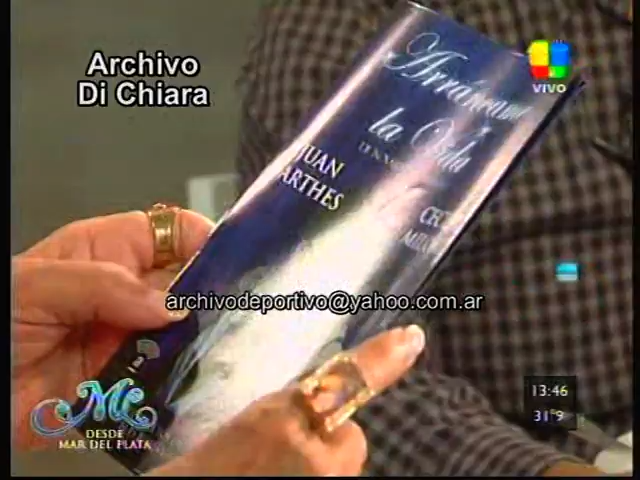 Archivo
Di Chiara
VIVO
Arráncame
la Vida
JUAN
ARTHES
archivodeportivo@yahoo.com.ar
13:46
31°9
MC
DESDE
MAR DEL PLATA